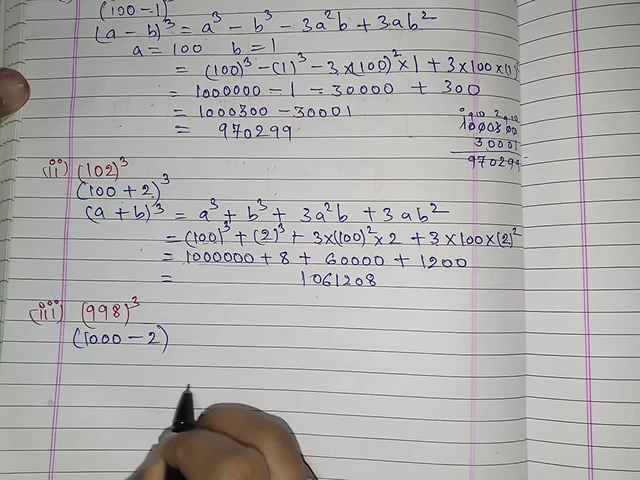 (100 - 1)³
(a - b)³ = a³ - b³ - 3a²b + 3ab²
a = 100 b = 1
= (100)³ - (1)³ - 3×(100)² × 1 + 3 × 100 × (1)
= 1000000 - 1 - 30000 + 300
= 1000300 - 30001
= 970299
1000300
30001
970299
(ii) (102)³
(100 + 2)³
(a + b)³ = a³ + b³ + 3a²b + 3ab²
= (100)³ + (2)³ + 3×(100)² × 2 + 3 × 100 × (2)²
= 1000000 + 8 + 60000 + 1200
= 1061208
(iii) (998)³
(1000 - 2)